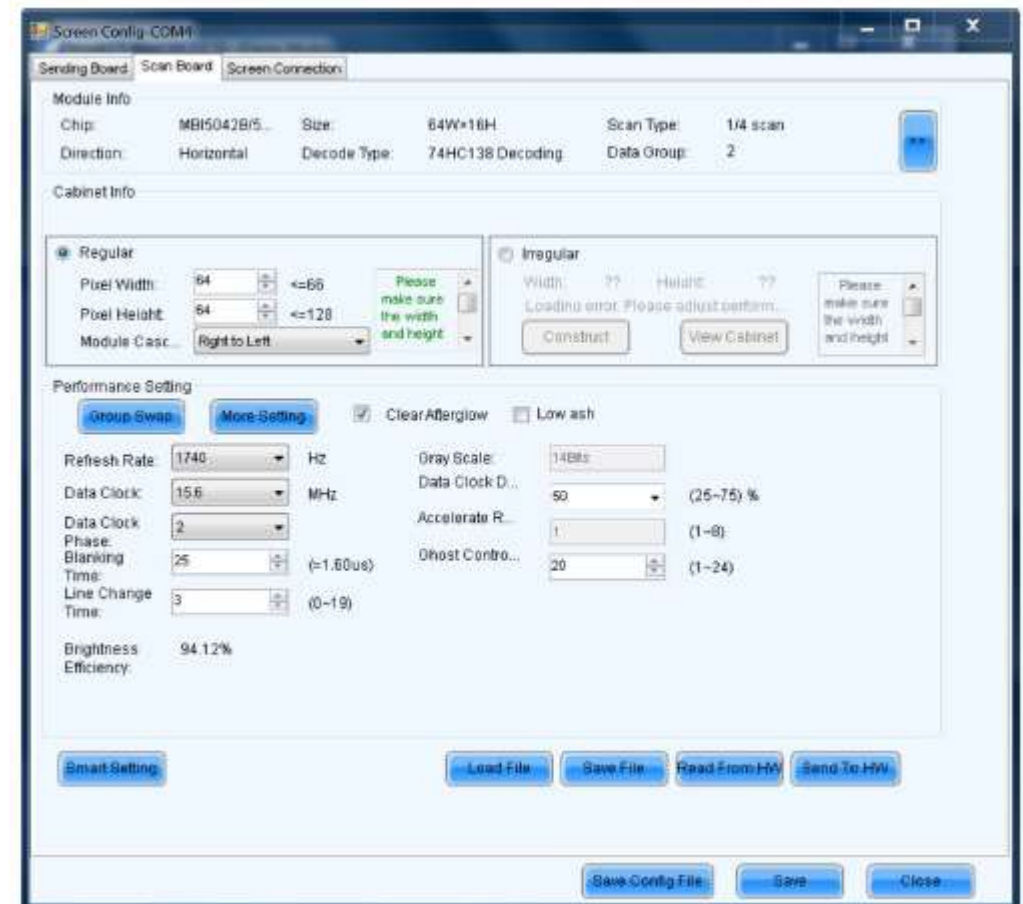 Screen Config-COM4
Sending Board Scan Board Screen Connection
Module Info
Chip: MBI5042B/5... Size: 64W×16H Scan Type: 1/4 scan
Direction: Horizontal Decode Type: 74HC138 Decoding Data Group: 2
Cabinet Info
Regular
Pixel Width: 64 <=66
Pixel Height: 64 <=128
Module Casc... Right to Left
Please
make sure
the width
and height
Irregular
Width: ?? Height: ??
Loading error. Please adjust perform...
Construct View Cabinet
Please
make sure
the width
and height
Performance Setting
Group Swap More Setting Clear Afterglow Low ash
Refresh Rate: 1740 Hz Gray Scale: 14Bits
Data Clock: 15.6 MHz Data Clock D... 50 (25~75) %
Data Clock
Phase: 2 Accelerate R... 1 (1~8)
Blanking
Time: 25 (=1.60us) Ghost Contro... 20 (1~24)
Line Change
Time: 3 (0~19)
Brightness
Efficiency: 94.12%
Smart Setting Load File Save File Read From HW Send To HW
Save Config File Save Close